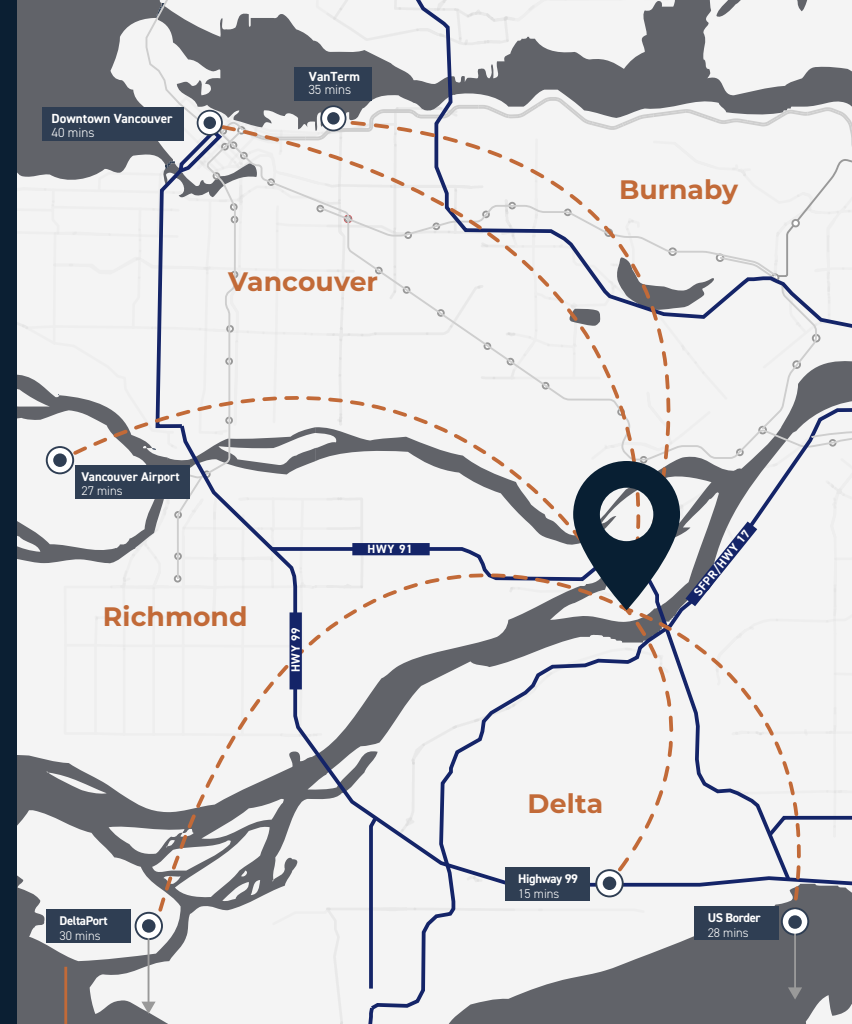 VanTerm
35 mins
Downtown Vancouver
40 mins
Burnaby
Vancouver
Vancouver Airport
27 mins
HWY 91
SFPR/HWY 17
Richmond
HWY 99
Delta
Highway 99
15 mins
DeltaPort
30 mins
US Border
28 mins